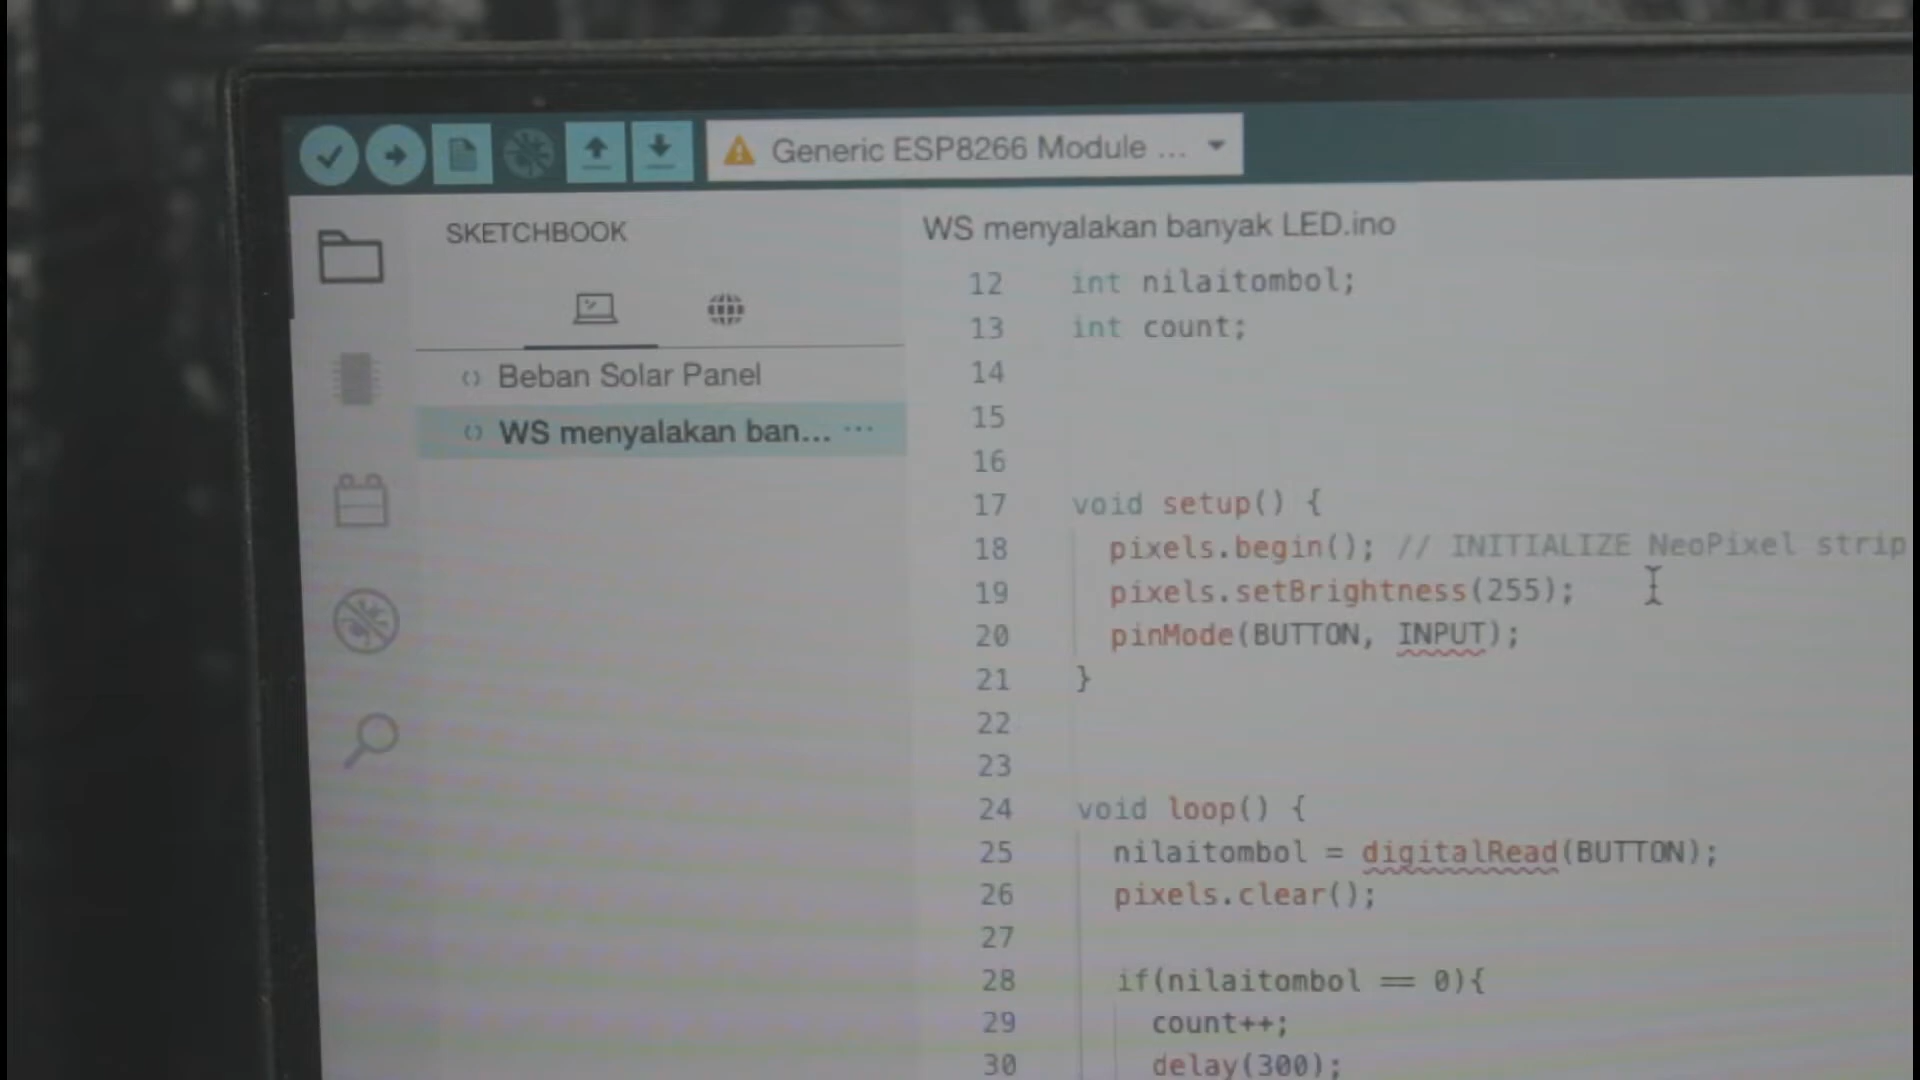 Generic ESP8266 Module ...
SKETCHBOOK
Beban Solar Panel
WS menyalakan ban... ...
WS menyalakan banyak LED.ino
12 int nilaitombol;
13 int count;
14
15
16
17 void setup() {
18 pixels.begin(); // INITIALIZE NeoPixel strip
19 pixels.setBrightness(255);
20 pinMode(BUTTON, INPUT);
21 }
22
23
24 void loop() {
25 nilaitombol = digitalRead(BUTTON);
26 pixels.clear();
27
28 if(nilaitombol == 0){
29 count++;
30 delay(300);